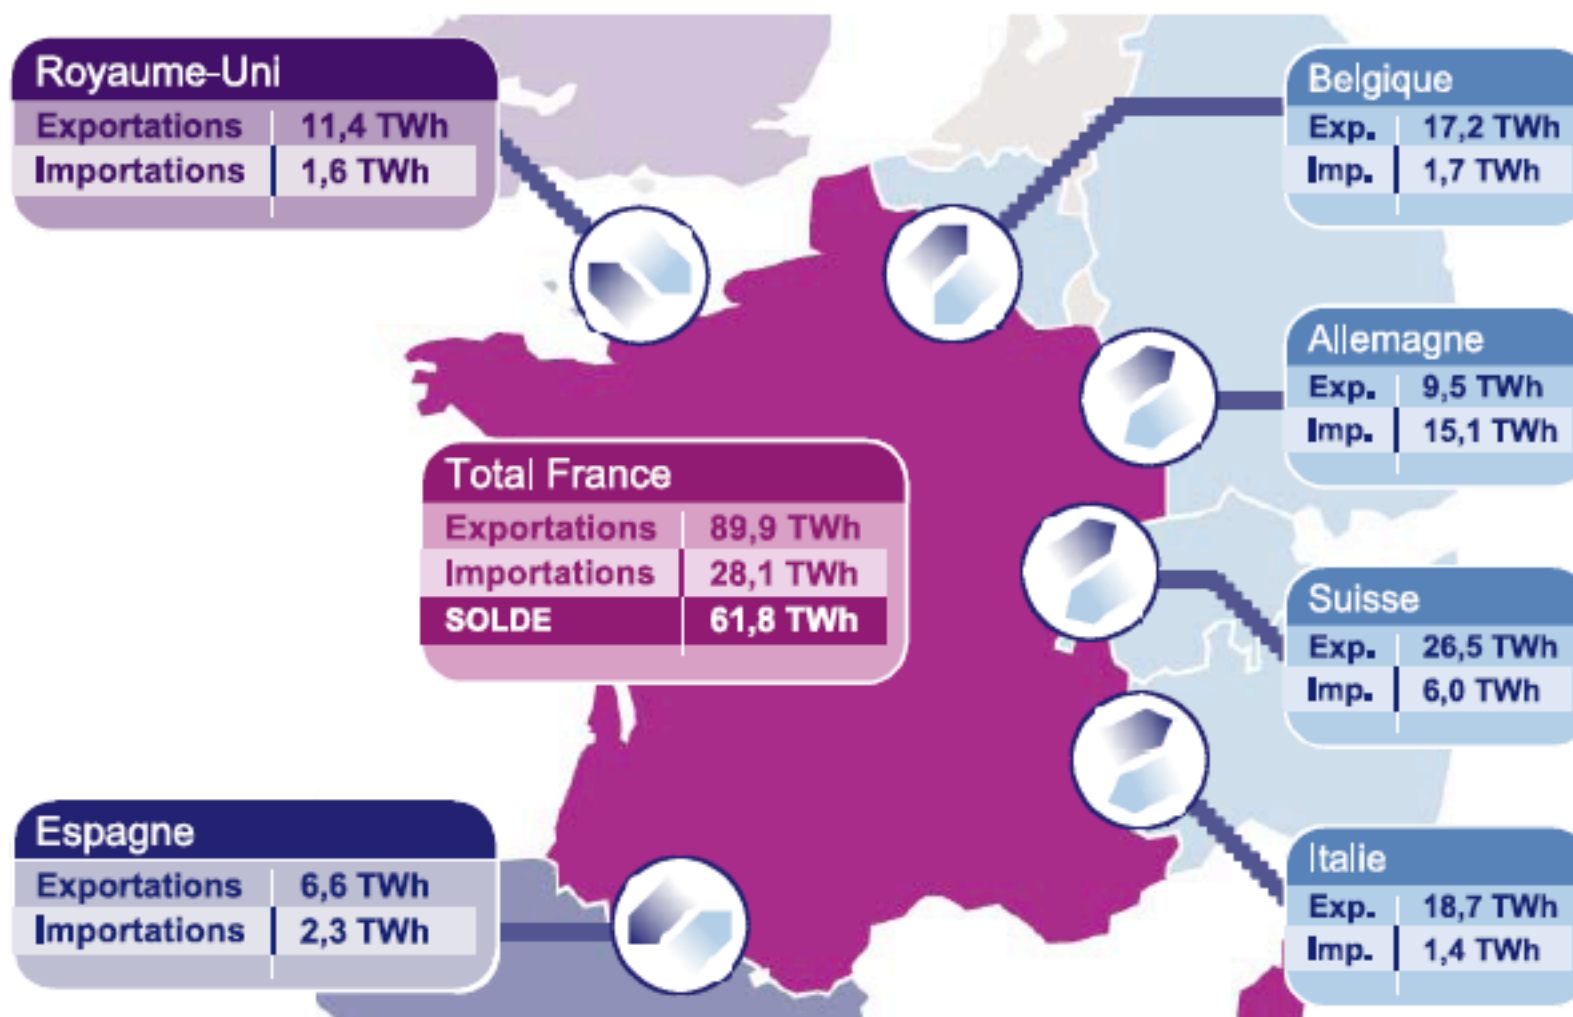 Royaume-Uni
Exportations 11,4 TWh
Importations 1,6 TWh
Belgique
Exp. 17,2 TWh
Imp. 1,7 TWh
Allemagne
Exp. 9,5 TWh
Imp. 15,1 TWh
Total France
Exportations 89,9 TWh
Importations 28,1 TWh
SOLDE 61,8 TWh
Suisse
Exp. 26,5 TWh
Imp. 6,0 TWh
Espagne
Exportations 6,6 TWh
Importations 2,3 TWh
Italie
Exp. 18,7 TWh
Imp. 1,4 TWh